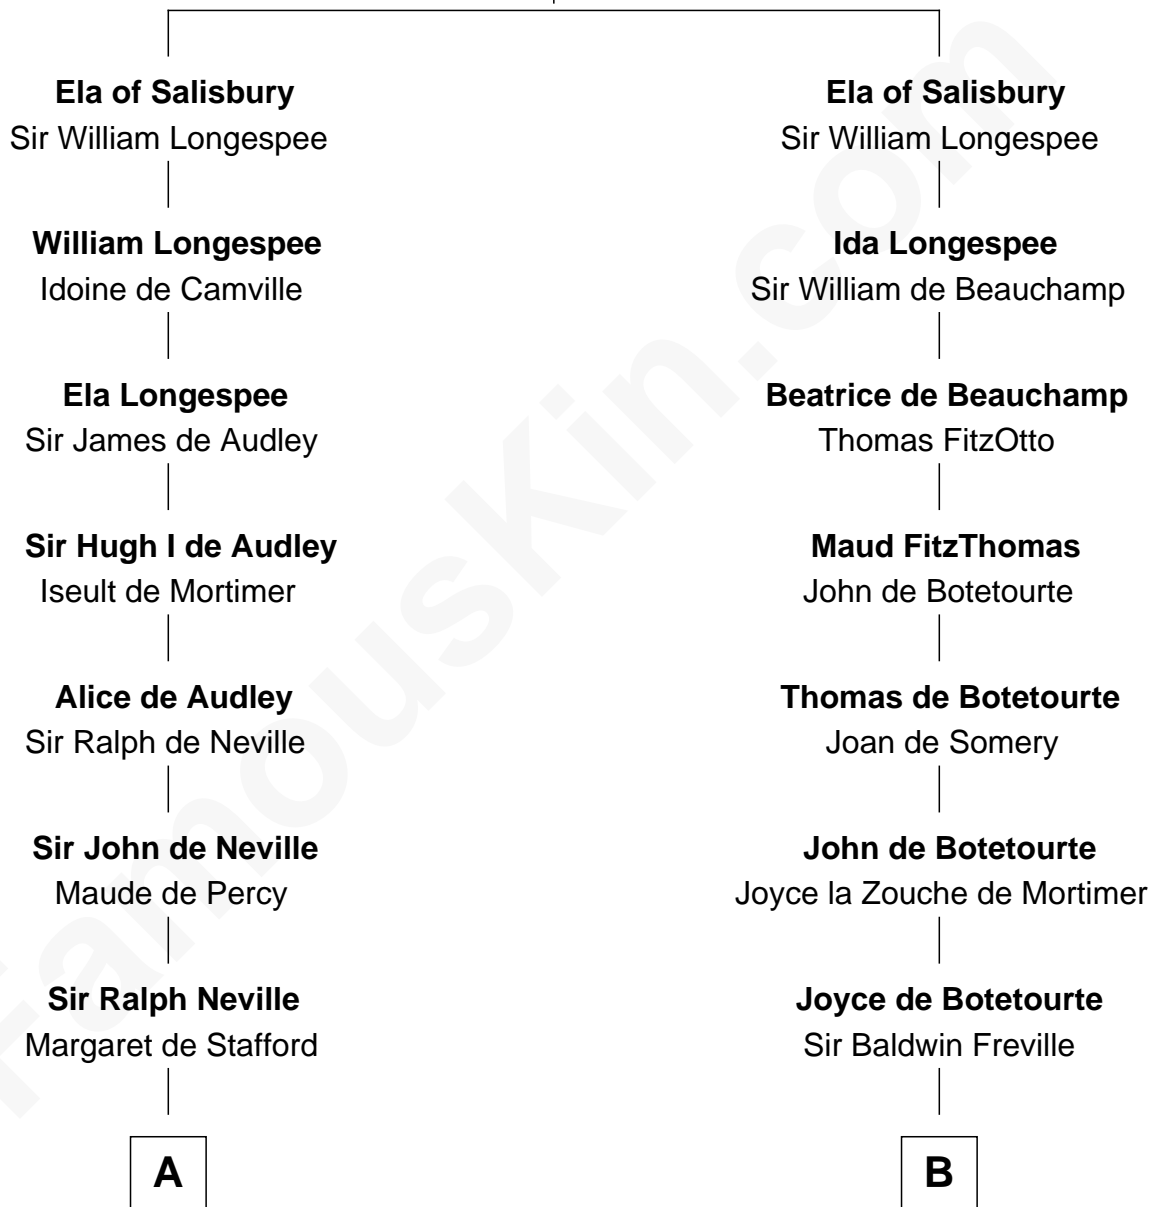 Ela of Salisbury
Sir William Longespee
William Longespee
Idoine de Camville
Ela Longespee
Sir James de Audley
Sir Hugh I de Audley
Iseult de Mortimer
Alice de Audley
Sir Ralph de Neville
Sir John de Neville
Maude de Percy
Sir Ralph Neville
Margaret de Stafford
A
Ela of Salisbury
Sir William Longespee
Ida Longespee
Sir William de Beauchamp
Beatrice de Beauchamp
Thomas FitzOtto
Maud FitzThomas
John de Botetourte
Thomas de Botetourte
Joan de Somery
John de Botetourte
Joyce la Zouche de Mortimer
Joyce de Botetourte
Sir Baldwin Freville
B
FamousKin.com